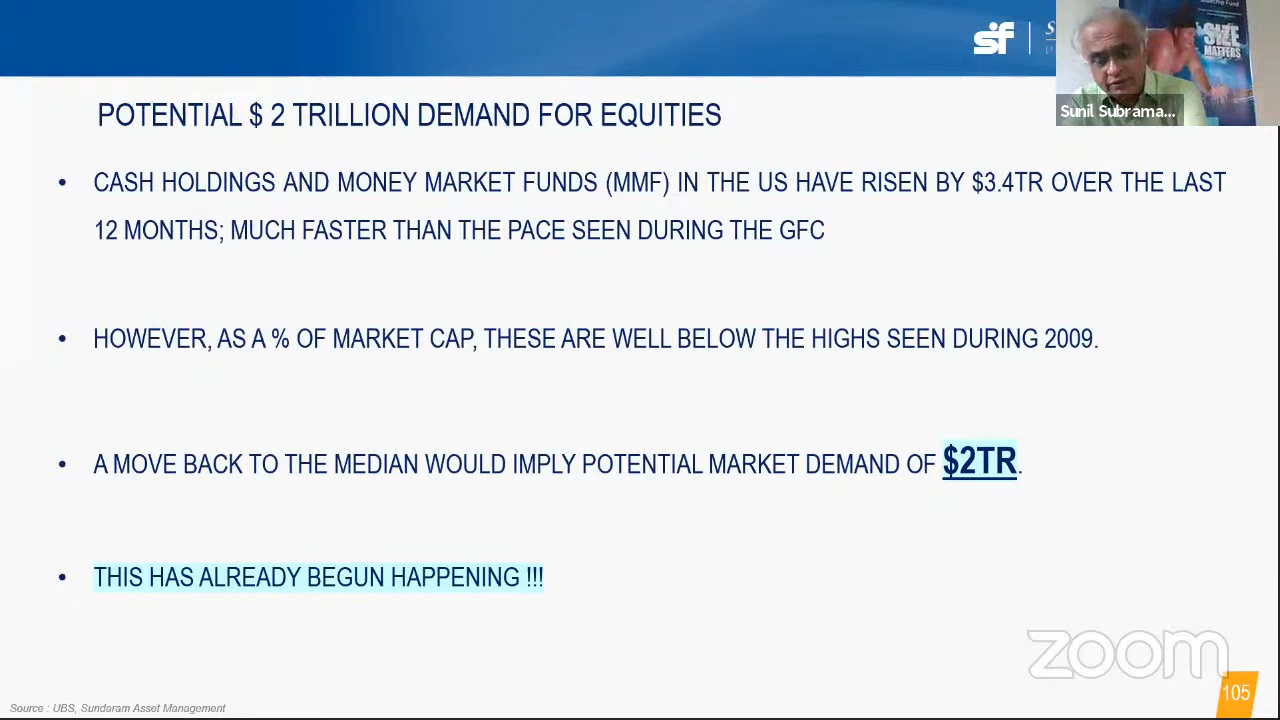 sf
SIZE
MATTERS
Sunil Subrama...
POTENTIAL $ 2 TRILLION DEMAND FOR EQUITIES
• CASH HOLDINGS AND MONEY MARKET FUNDS (MMF) IN THE US HAVE RISEN BY $3.4TR OVER THE LAST
12 MONTHS; MUCH FASTER THAN THE PACE SEEN DURING THE GFC
• HOWEVER, AS A % OF MARKET CAP, THESE ARE WELL BELOW THE HIGHS SEEN DURING 2009.
• A MOVE BACK TO THE MEDIAN WOULD IMPLY POTENTIAL MARKET DEMAND OF $2TR.
• THIS HAS ALREADY BEGUN HAPPENING !!!
zoom
105
Source : UBS, Sundaram Asset Management